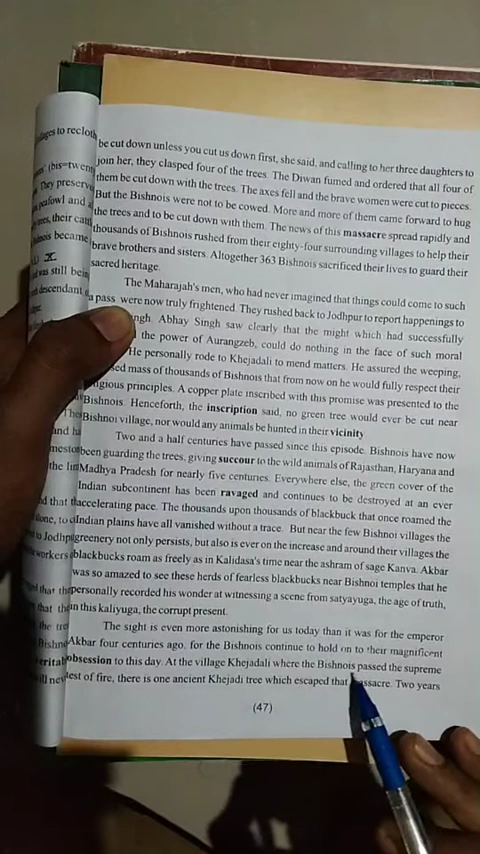 be cut down unless you cut us down first, she said, and calling to her three daughters to
join her, they clasped four of the trees. The Diwan fumed and ordered that all four of
them be cut down with the trees. The axes fell and the brave women were cut to pieces.
But the Bishnois were not to be cowed. More and more of them came forward to hug
the trees and to be cut down with them. The news of this massacre spread rapidly and
thousands of Bishnois rushed from their eighty-four surrounding villages to help their
brave brothers and sisters. Altogether 363 Bishnois sacrificed their lives to guard their
sacred heritage.
The Maharajah's men, who had never imagined that things could come to such
a pass were now truly frightened. They rushed back to Jodhpur to report happenings to
Abhay Singh saw clearly that the might which had successfully
the power of Aurangzeb, could do nothing in the face of such moral
He personally rode to Khejadali to mend matters. He assured the weeping,
mass of thousands of Bishnois that from now on he would fully respect their
principles. A copper plate inscribed with this promise was presented to the
Bishnois. Henceforth, the inscription said, no green tree would ever be cut near
Bishnoi village, nor would any animals be hunted in their vicinity
Two and a half centuries have passed since this episode. Bishnois have now
been guarding the trees, giving succour to the wild animals of Rajasthan, Haryana and
Madhya Pradesh for nearly five centuries. Everywhere else, the green cover of the
Indian subcontinent has been ravaged and continues to be destroyed at an ever
accelerating pace. The thousands upon thousands of blackbuck that once roamed the
Indian plains have all vanished without a trace. But near the few Bishnoi villages the
greenery not only persists, but also is ever on the increase and around their villages the
blackbucks roam as freely as in Kalidasa's time near the ashram of sage Kanva. Akbar
was so amazed to see these herds of fearless blackbucks near Bishnoi temples that he
personally recorded his wonder at witnessing a scene from satyayuga, the age of truth,
in this kaliyuga, the corrupt present.
The sight is even more astonishing for us today than it was for the emperor
Akbar four centuries ago, for the Bishnois continue to hold on to their magnificent
obsession to this day. At the village Khejadali where the Bishnois passed the supreme
test of fire, there is one ancient Khejadi tree which escaped that massacre. Two years
(47)